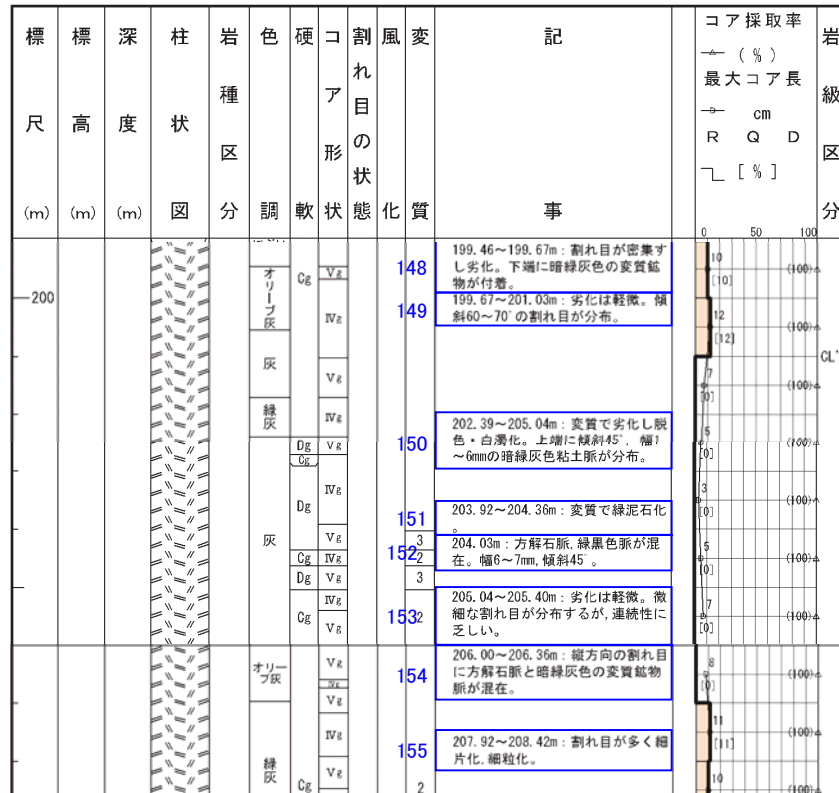 標尺(m)
標高(m)
深度(m)
柱状図
岩種区分
色調
硬軟
コア形状
割れ目の状態
風化
変質
記事
コア採取率
(%)
最大コア長
cm
R Q D
[%]
岩級区分
0 50 100
148
199.46～199.67m：割れ目が密集す
し劣化。下端に暗緑灰色の変質鉱
物が付着。
オリーブ灰
Cg
Vg
10
(100)
[10]
200
149
199.67～201.03m：劣化は軽微。傾
斜60～70゜の割れ目が分布。
Ⅳg
12
(100)
[12]
CL'
灰
Vg
7
(100)
[0]
緑灰
Ⅳg
150
202.39～205.04m：変質で劣化し脱
色・白濁化。上端に傾斜45゜, 幅1
～6mmの暗緑灰色粘土脈が分布。
5
(100)
[0]
Dg
Vg
Cg
灰
Dg
Ⅳg
3
(100)
[0]
151
203.92～204.36m：変質で緑泥石化
。
Vg
3
152
204.03m：方解石脈,緑黒色脈が混
在。幅6～7mm,傾斜45゜。
Cg
Ⅳg
2
5
(100)
[0]
Dg
Vg
3
153
205.04～205.40m：劣化は軽微。微
細な割れ目が分布するが,連続性に
乏しい。
Cg
Ⅳg
2
Vg
7
(100)
[0]
154
206.00～206.36m：縦方向の割れ目
に方解石脈と暗緑灰色の変質鉱物
脈が混在。
オリーブ灰
Vg
Ⅳg
Vg
8
(100)
[0]
155
207.92～208.42m：割れ目が多く細
片化,細粒化。
緑灰
Ⅳg
11
(100)
[11]
Vg
Cg
2
10
(100)